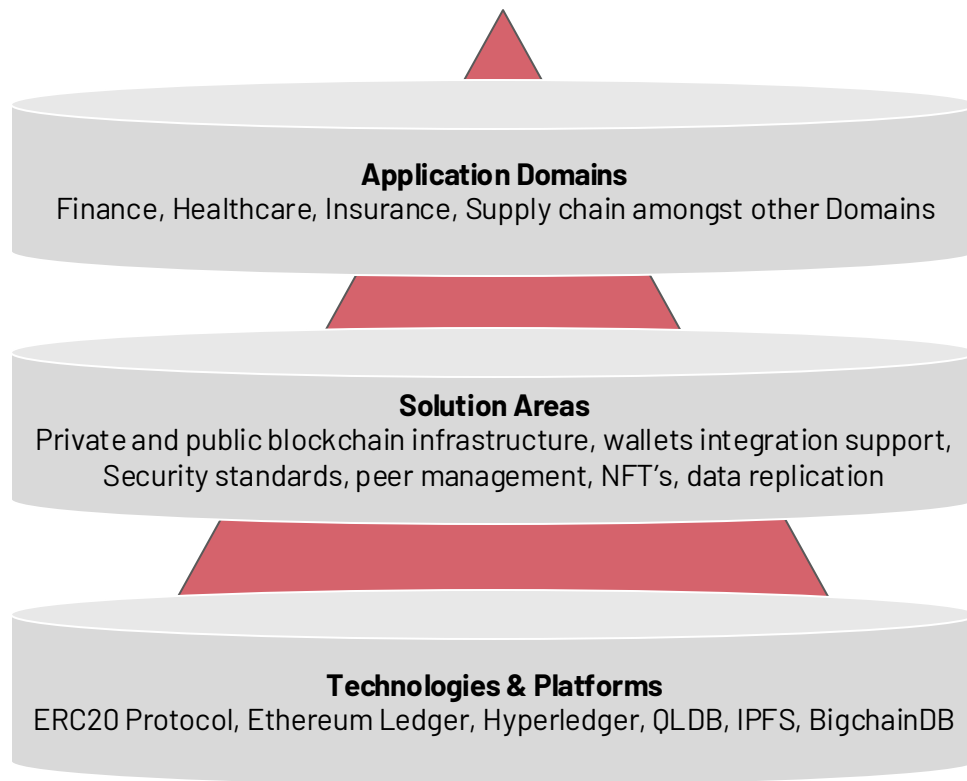 Application Domains
Finance, Healthcare, Insurance, Supply chain amongst other Domains
Solution Areas
Private and public blockchain infrastructure, wallets integration support,
Security standards, peer management, NFT’s, data replication
Technologies & Platforms
ERC20 Protocol, Ethereum Ledger, Hyperledger, QLDB, IPFS, BigchainDB